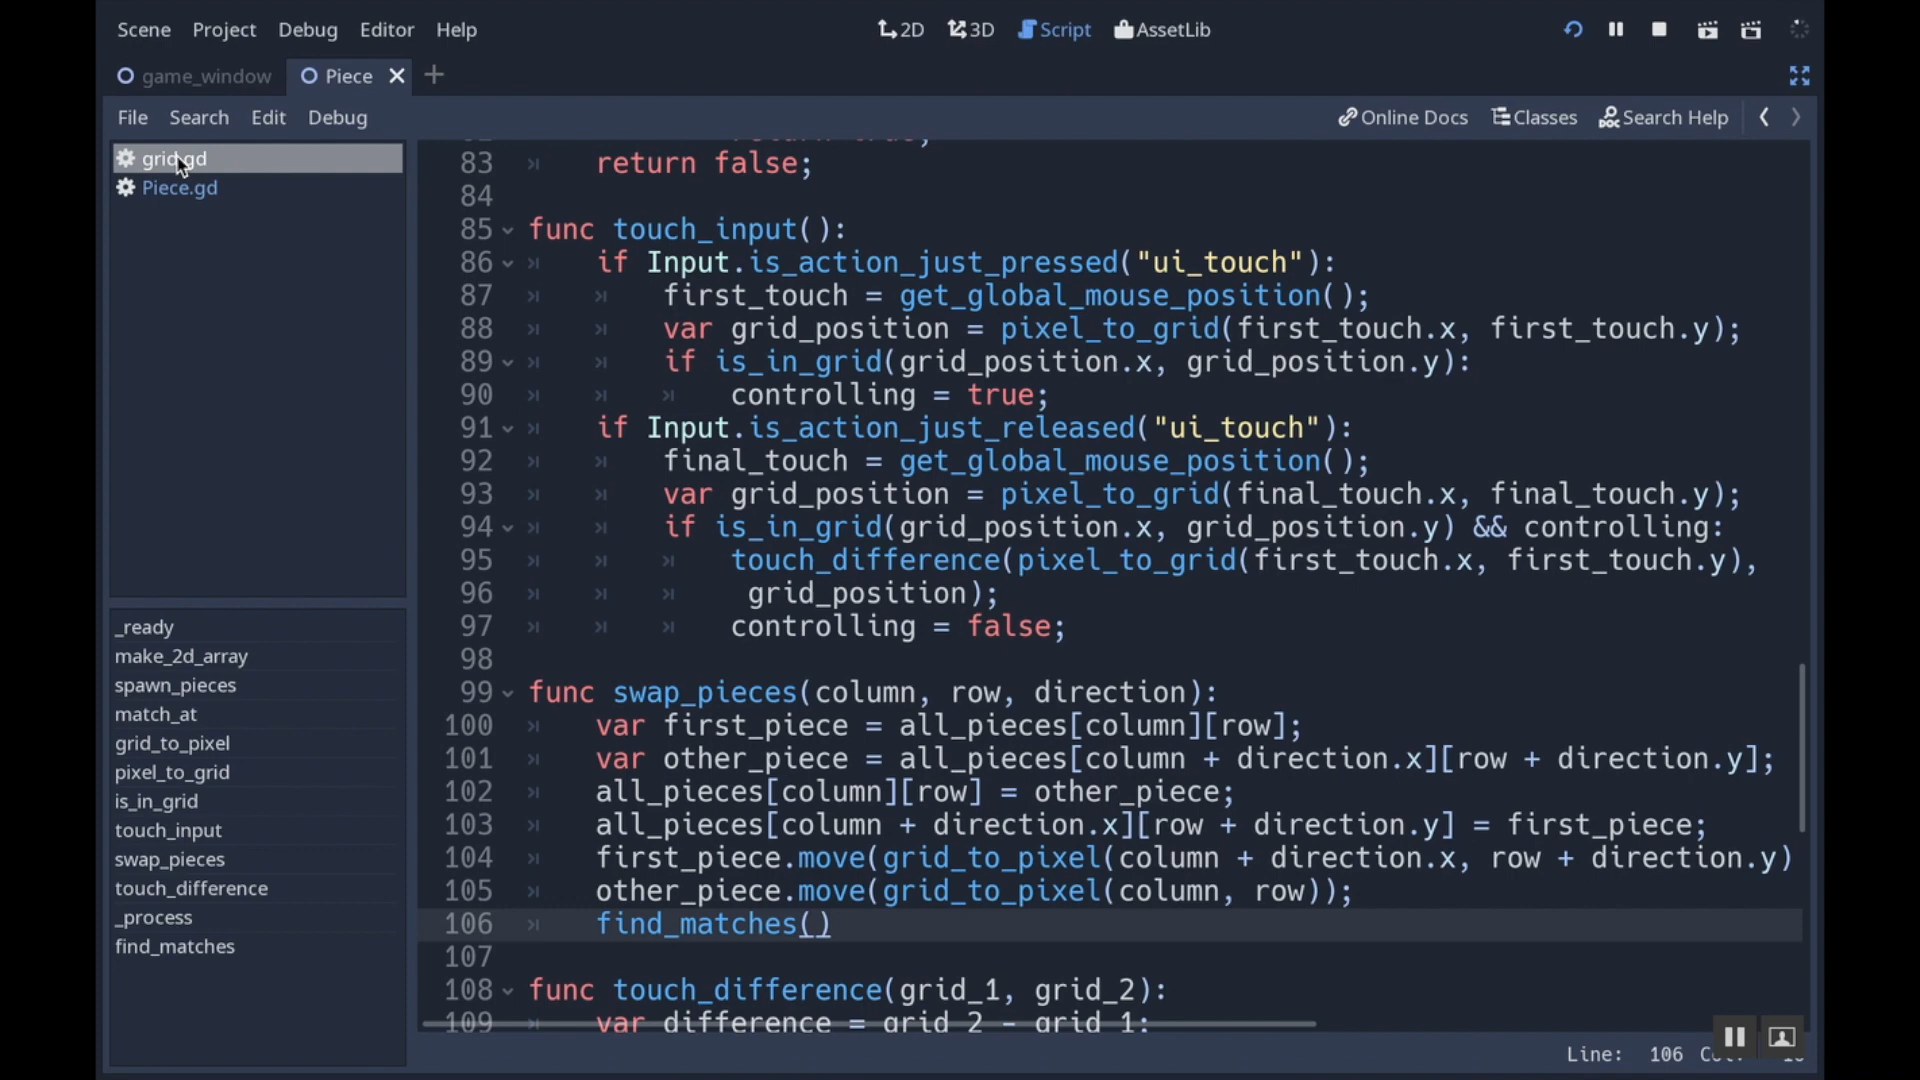 Scene Project Debug Editor Help 2D 3D Script AssetLib
game_window Piece
File Search Edit Debug Online Docs Classes Search Help
grid.gd
Piece.gd
_ready
make_2d_array
spawn_pieces
match_at
grid_to_pixel
pixel_to_grid
is_in_grid
touch_input
swap_pieces
touch_difference
_process
find_matches
83 return false;
84
85 func touch_input():
86 if Input.is_action_just_pressed("ui_touch"):
87 first_touch = get_global_mouse_position();
88 var grid_position = pixel_to_grid(first_touch.x, first_touch.y);
89 if is_in_grid(grid_position.x, grid_position.y):
90 controlling = true;
91 if Input.is_action_just_released("ui_touch"):
92 final_touch = get_global_mouse_position();
93 var grid_position = pixel_to_grid(final_touch.x, final_touch.y);
94 if is_in_grid(grid_position.x, grid_position.y) && controlling:
95 touch_difference(pixel_to_grid(first_touch.x, first_touch.y),
96 grid_position);
97 controlling = false;
98
99 func swap_pieces(column, row, direction):
100 var first_piece = all_pieces[column][row];
101 var other_piece = all_pieces[column + direction.x][row + direction.y];
102 all_pieces[column][row] = other_piece;
103 all_pieces[column + direction.x][row + direction.y] = first_piece;
104 first_piece.move(grid_to_pixel(column + direction.x, row + direction.y)
105 other_piece.move(grid_to_pixel(column, row));
106 find_matches()
107
108 func touch_difference(grid_1, grid_2):
109 var difference = grid_2 - grid_1;
Line: 106